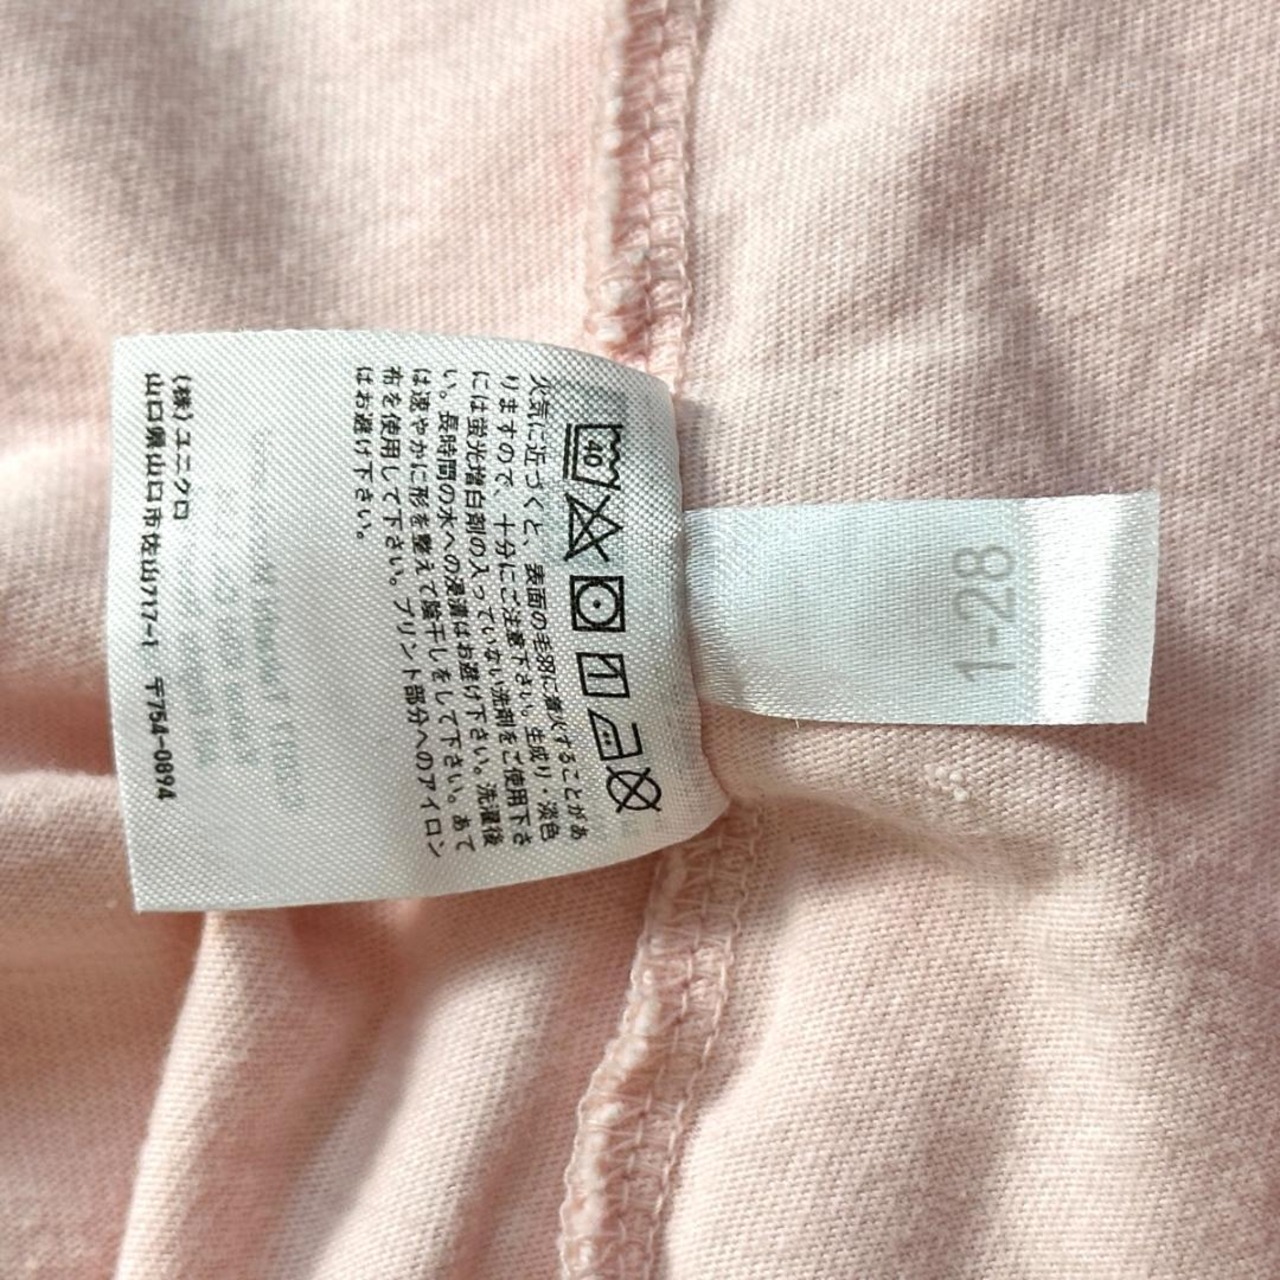 40
火気に近づくと、表面の毛羽に着火することがあ
りますので、十分にご注意下さい。生成り・淡色
には蛍光増白剤の入っていない洗剤をご使用下さ
い。長時間の水への浸漬はお避け下さい。洗濯後
は速やかに形を整えて陰干しをして下さい。あて
布を使用して下さい。プリント部分へのアイロン
はお避け下さい。
(株)ユニクロ
山口県山口市佐山717-1 〒754-0894
1-28